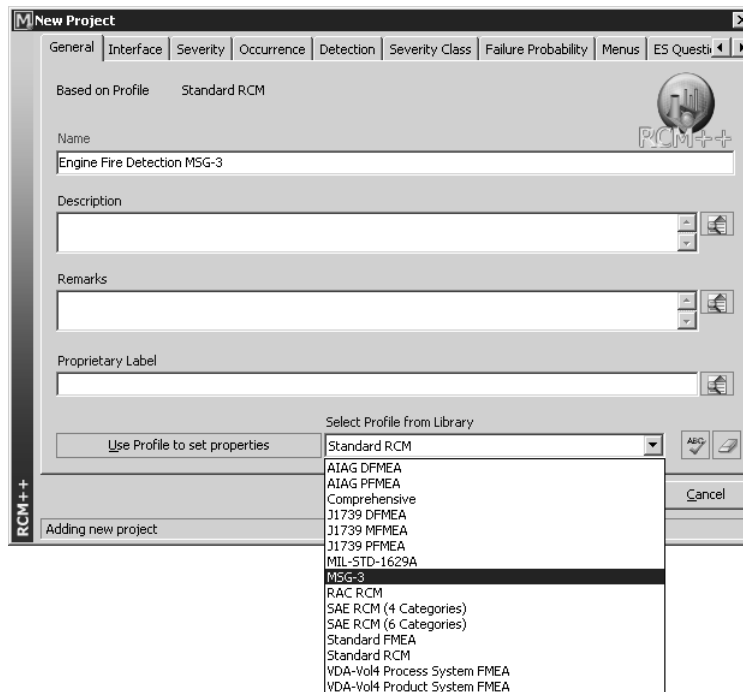 New Project
General Interface Severity Occurrence Detection Severity Class Failure Probability Menus ES Questi
Based on Profile Standard RCM
RCM++
Name
Engine Fire Detection MSG-3
Description
Remarks
Proprietary Label
Select Profile from Library
Use Profile to set properties Standard RCM ABC
AIAG DFMEA
AIAG PFMEA
Comprehensive
J1739 DFMEA
J1739 MFMEA
J1739 PFMEA
MIL-STD-1629A
MSG-3
RAC RCM
SAE RCM (4 Categories)
SAE RCM (6 Categories)
Standard FMEA
Standard RCM
VDA-Vol4 Process System FMEA
VDA-Vol4 Product System FMEA
Cancel
RCM++
Adding new project